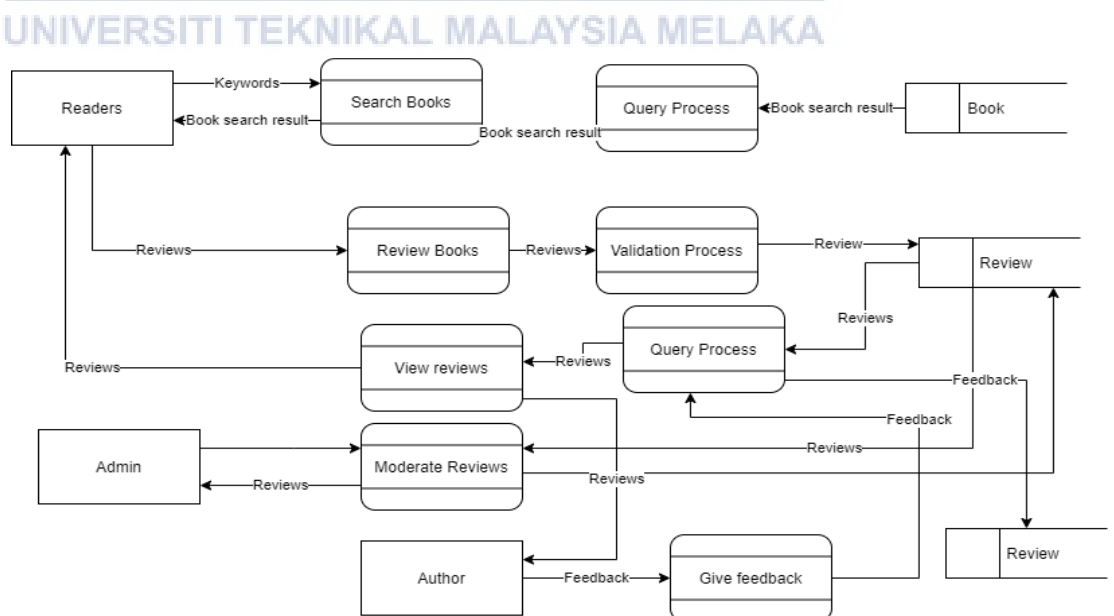 UNIVERSITI TEKNIKAL MALAYSIA MELAKA
Readers
Keywords
Book search result
Search Books
Book search result
Query Process
Book search result
Book
Reviews
Review Books
Reviews
Validation Process
Review
Review
Reviews
Reviews
View reviews
Reviews
Query Process
Feedback
Feedback
Admin
Reviews
Moderate Reviews
Reviews
Reviews
Review
Author
Feedback
Give feedback